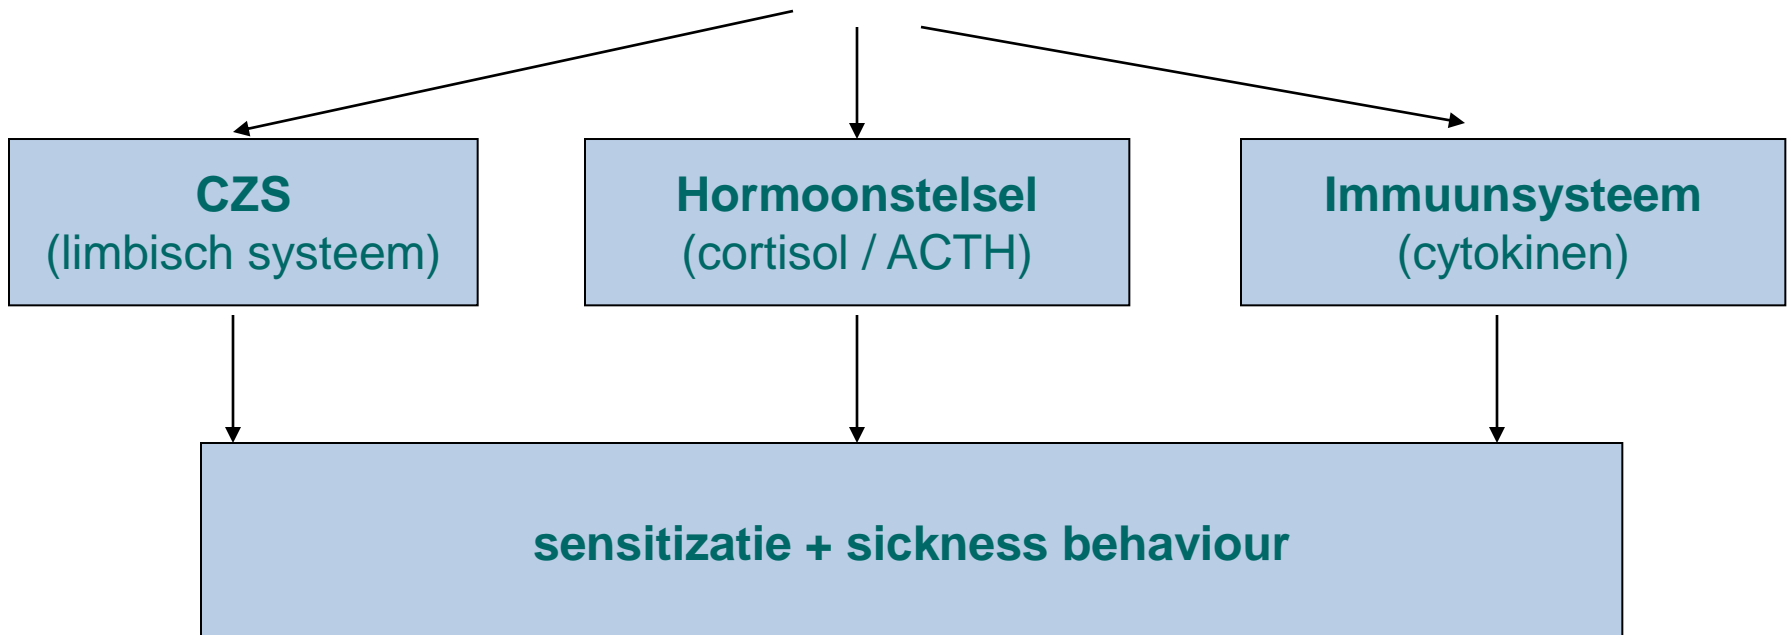 CZS
(limbisch systeem)
Hormoonstelsel
(cortisol / ACTH)
Immuunsysteem
(cytokinen)
sensitizatie + sickness behaviour